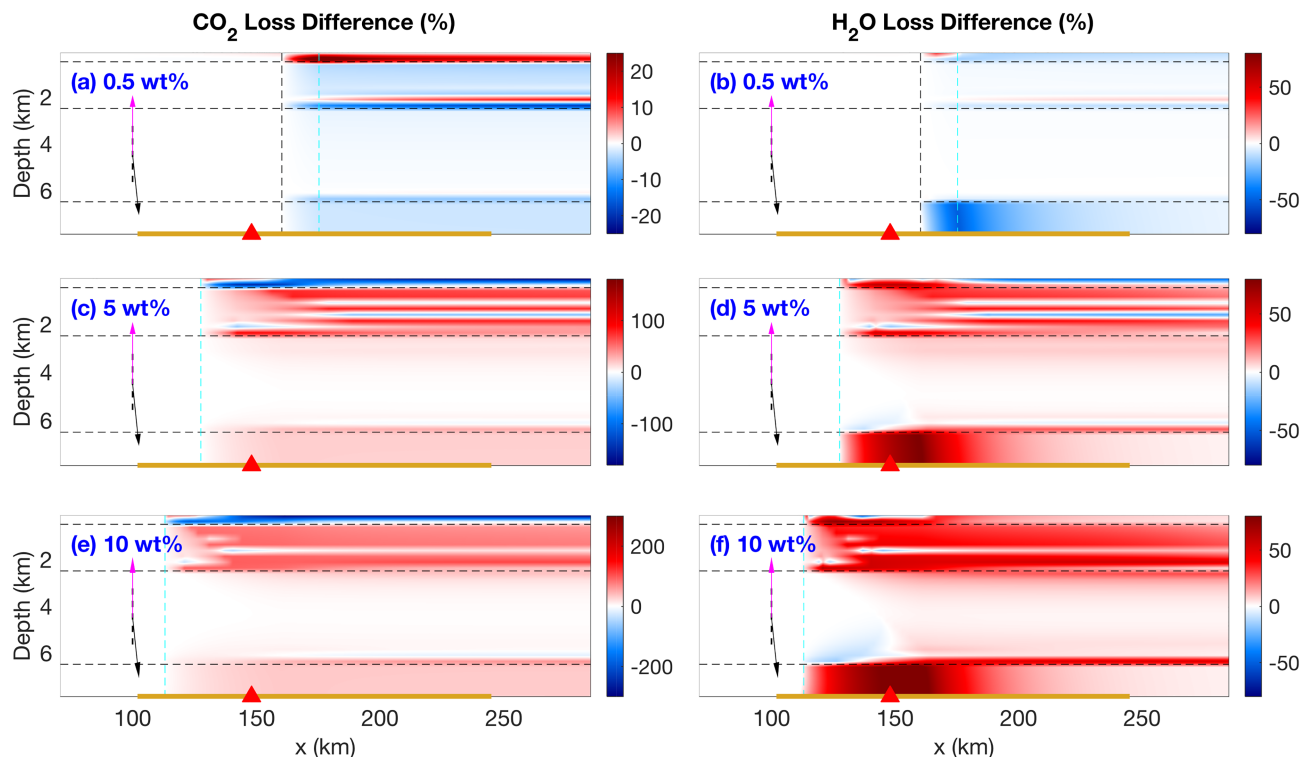 CO2 Loss Difference (%)
H2O Loss Difference (%)
(a) 0.5 wt%
2
4
6
Depth (km)
20
10
0
-10
-20
(b) 0.5 wt%
50
0
-50
(c) 5 wt%
2
4
6
Depth (km)
100
0
-100
(d) 5 wt%
50
0
-50
(e) 10 wt%
2
4
6
Depth (km)
200
0
-200
100 150 200 250
x (km)
(f) 10 wt%
50
0
-50
100 150 200 250
x (km)